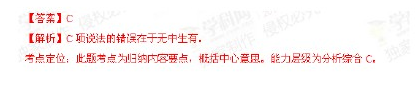 【答案】C
【解析】C 项说法的错误在于无中生有。
考点定位：此题考点为归纳内容要点，概括中心意思。能力层级为分析综合 C。